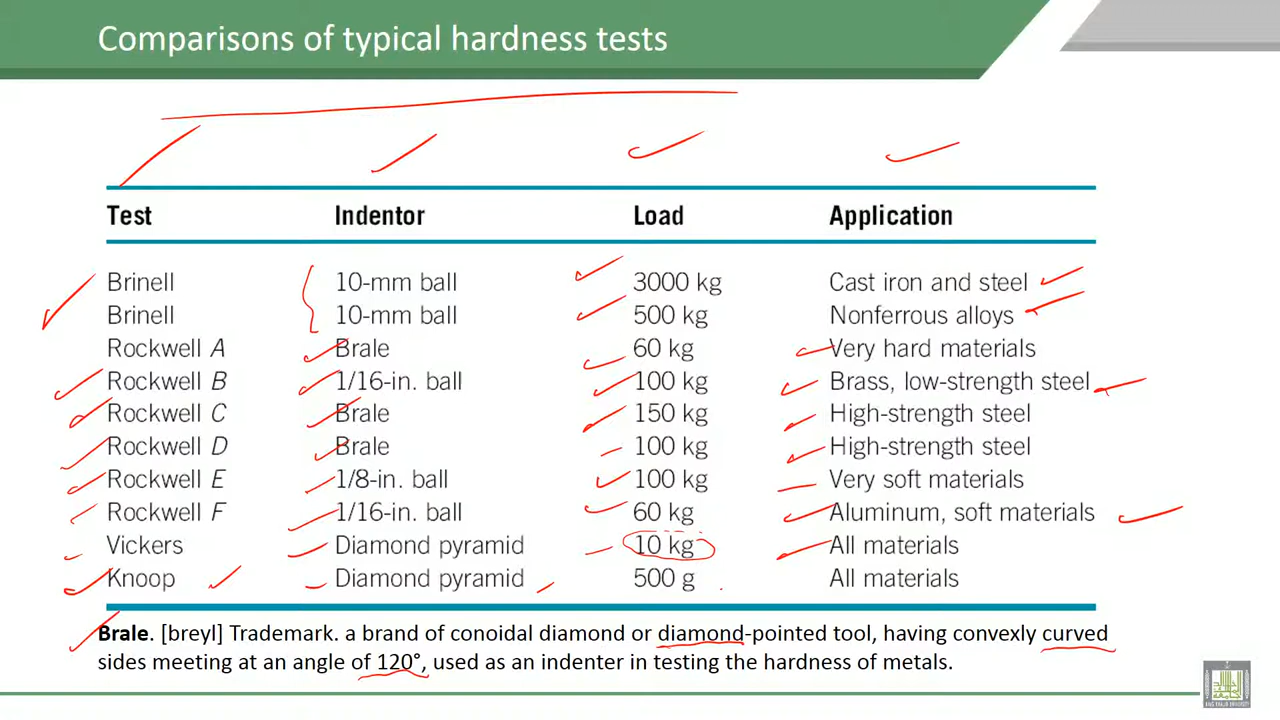 Comparisons of typical hardness tests
Test Indentor Load Application
Brinell 10-mm ball 3000 kg Cast iron and steel
Brinell 10-mm ball 500 kg Nonferrous alloys
Rockwell A Brale 60 kg Very hard materials
Rockwell B 1/16-in. ball 100 kg Brass, low-strength steel
Rockwell C Brale 150 kg High-strength steel
Rockwell D Brale 100 kg High-strength steel
Rockwell E 1/8-in. ball 100 kg Very soft materials
Rockwell F 1/16-in. ball 60 kg Aluminum, soft materials
Vickers Diamond pyramid 10 kg All materials
Knoop Diamond pyramid 500 g All materials
Brale. [breyl] Trademark. a brand of conoidal diamond or diamond-pointed tool, having convexly curved
sides meeting at an angle of 120°, used as an indenter in testing the hardness of metals.